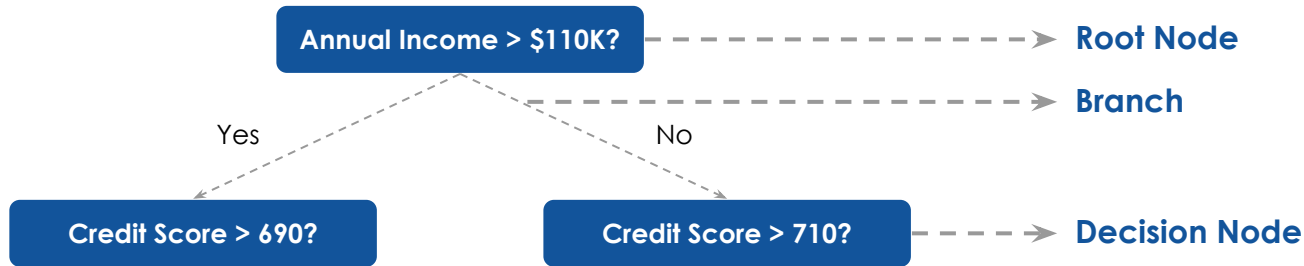 Annual Income > $110K?
Root Node
Branch
Yes
No
Credit Score > 690?
Credit Score > 710?
Decision Node